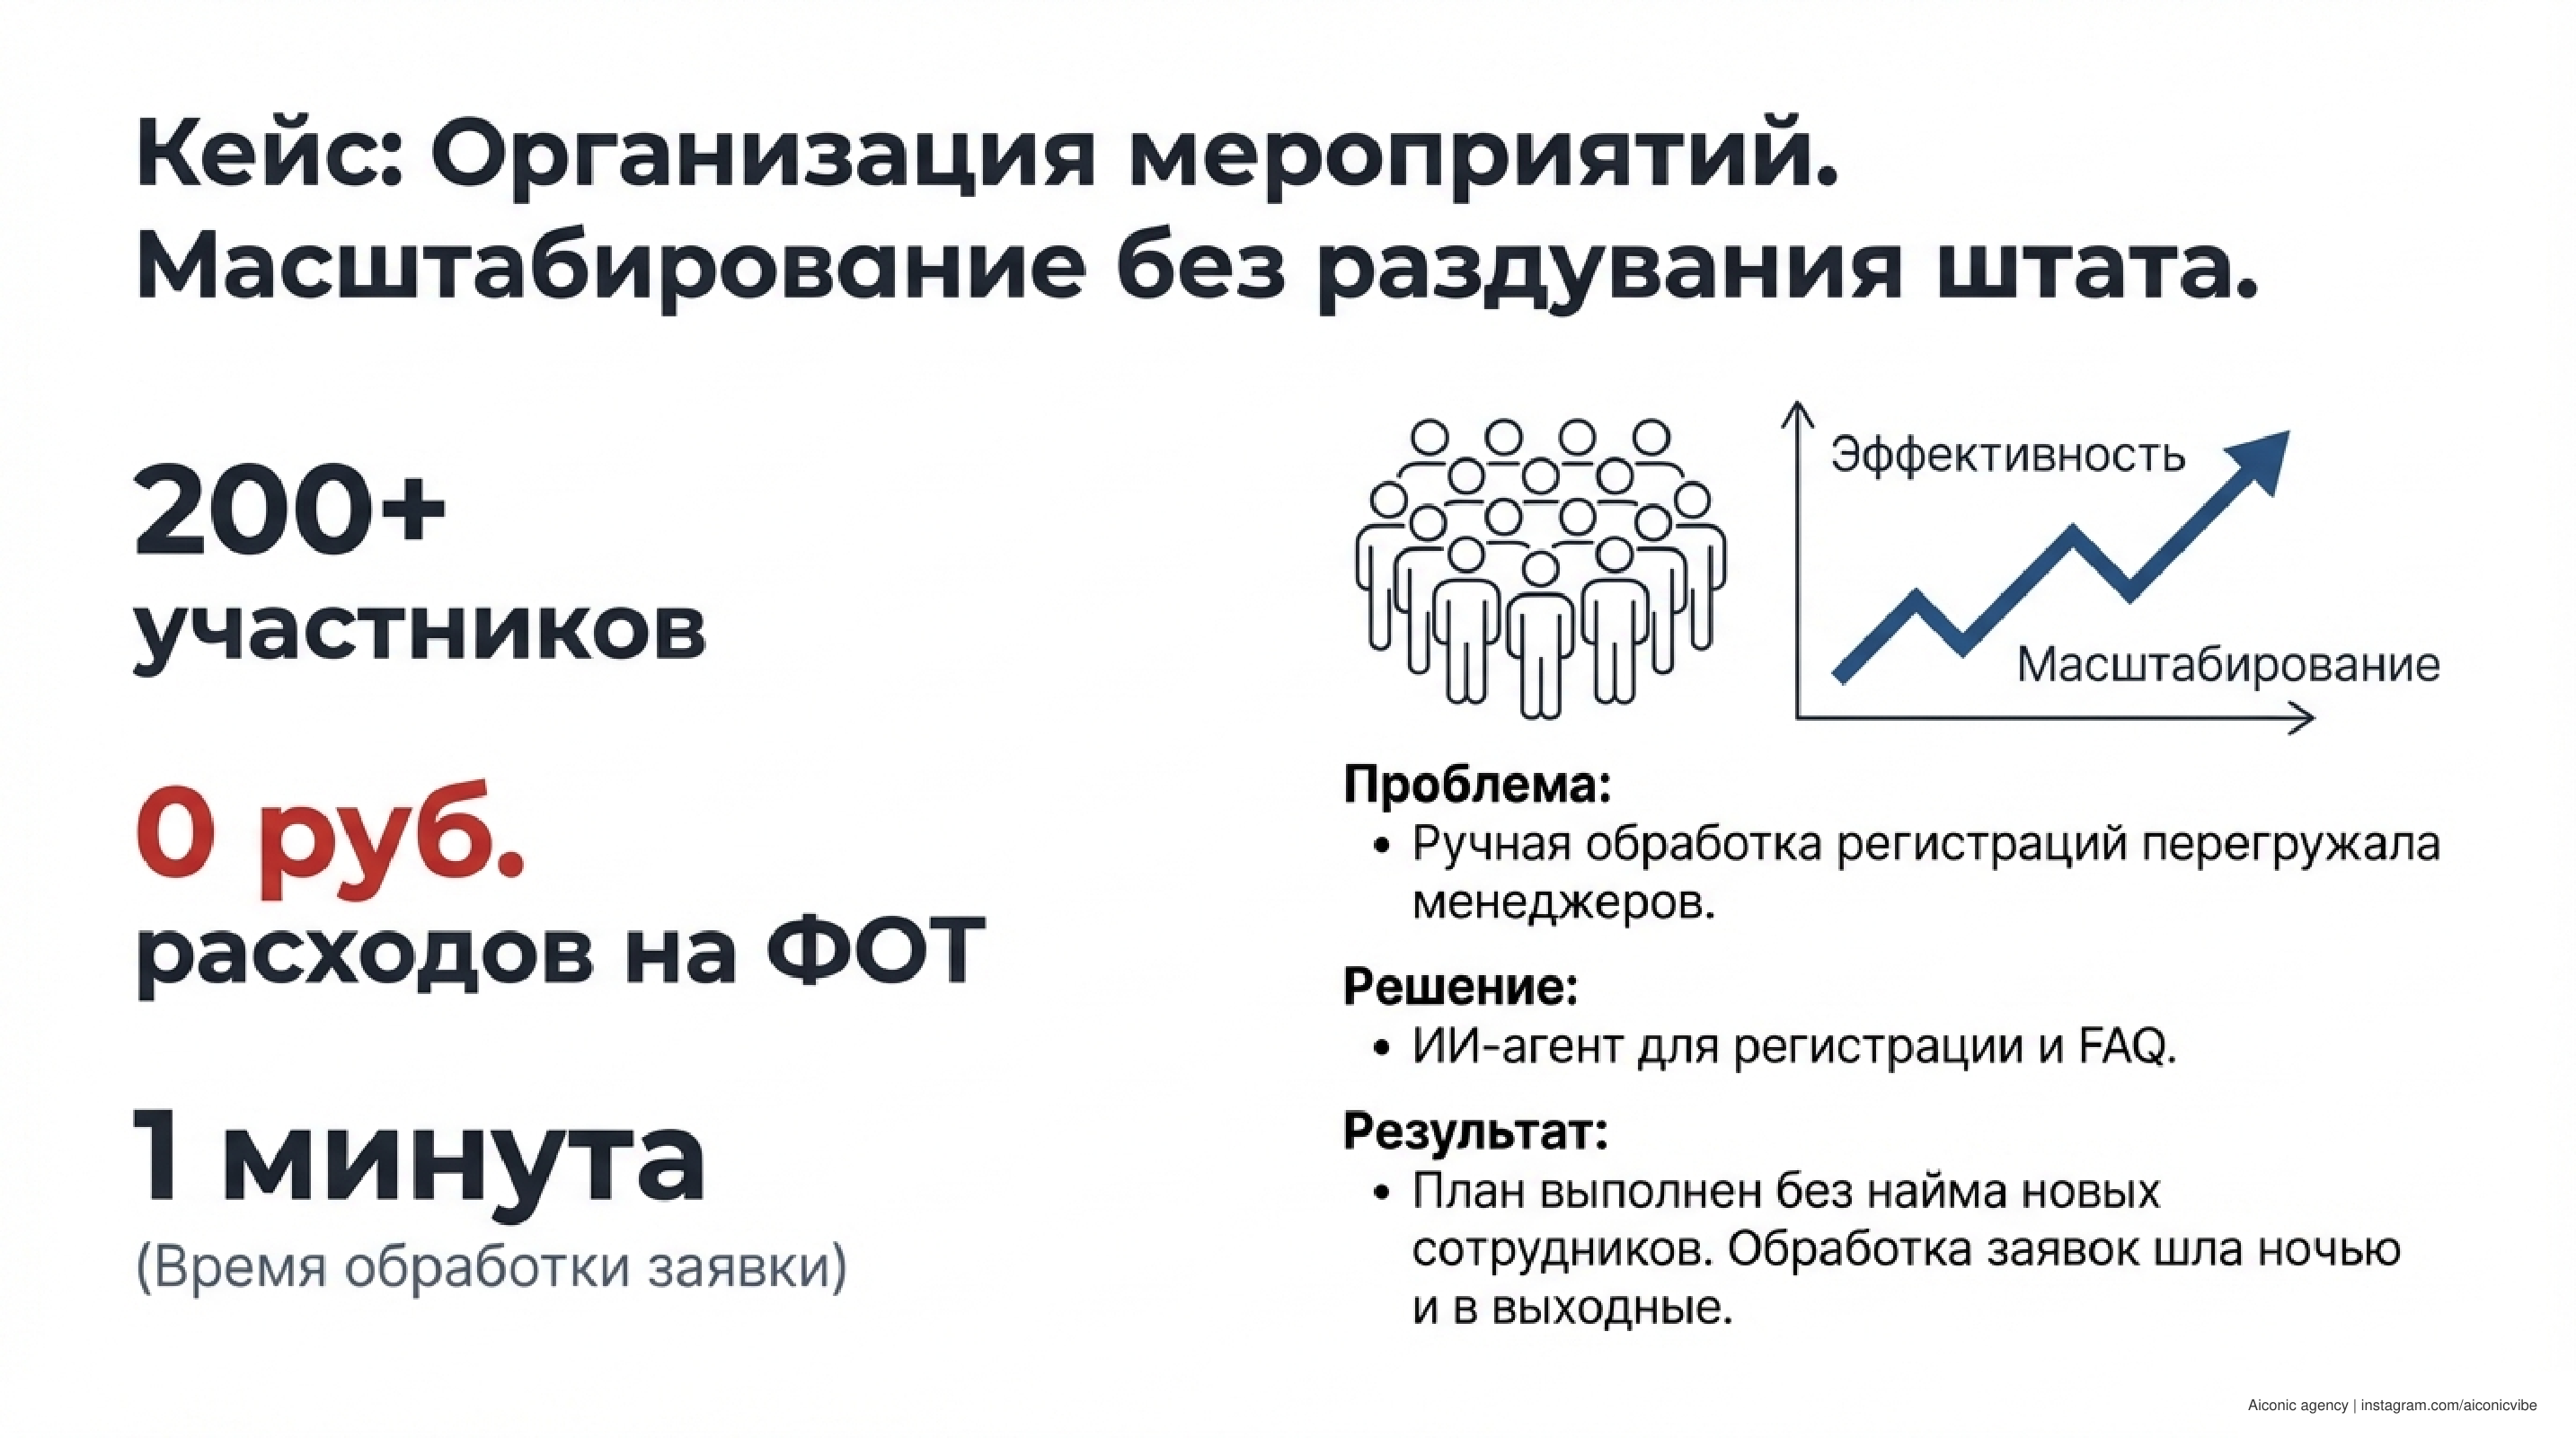 Кейс: Организация мероприятий.
Масштабирование без раздувания штата.
200+
участников
0 руб.
расходов на ФОТ
1 минута
(Время обработки заявки)
Эффективность
Масштабирование
Проблема:
• Ручная обработка регистраций перегружала
менеджеров.
Решение:
• ИИ-агент для регистрации и FAQ.
Результат:
• План выполнен без найма новых
сотрудников. Обработка заявок шла ночью
и в выходные.
Aiconic agency | instagram.com/aiconicvibe